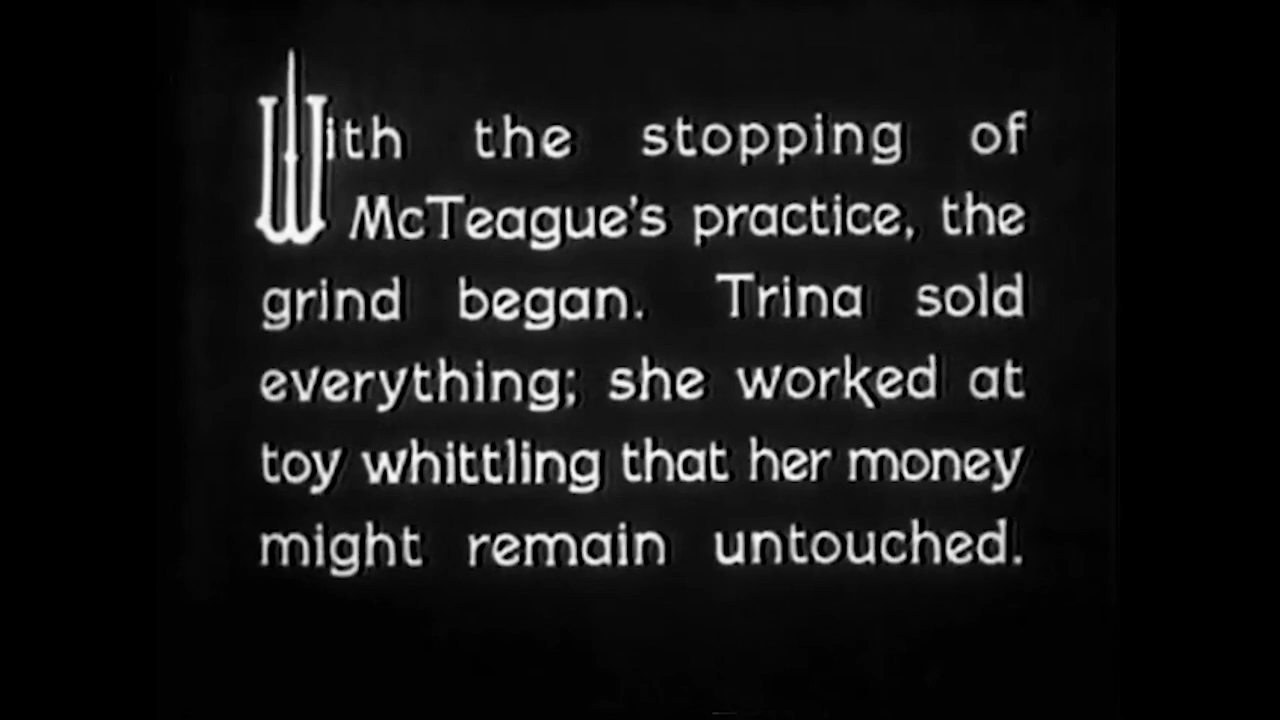 With the stopping of
McTeague's practice, the
grind began. Trina sold
everything; she worked at
toy whittling that her money
might remain untouched.